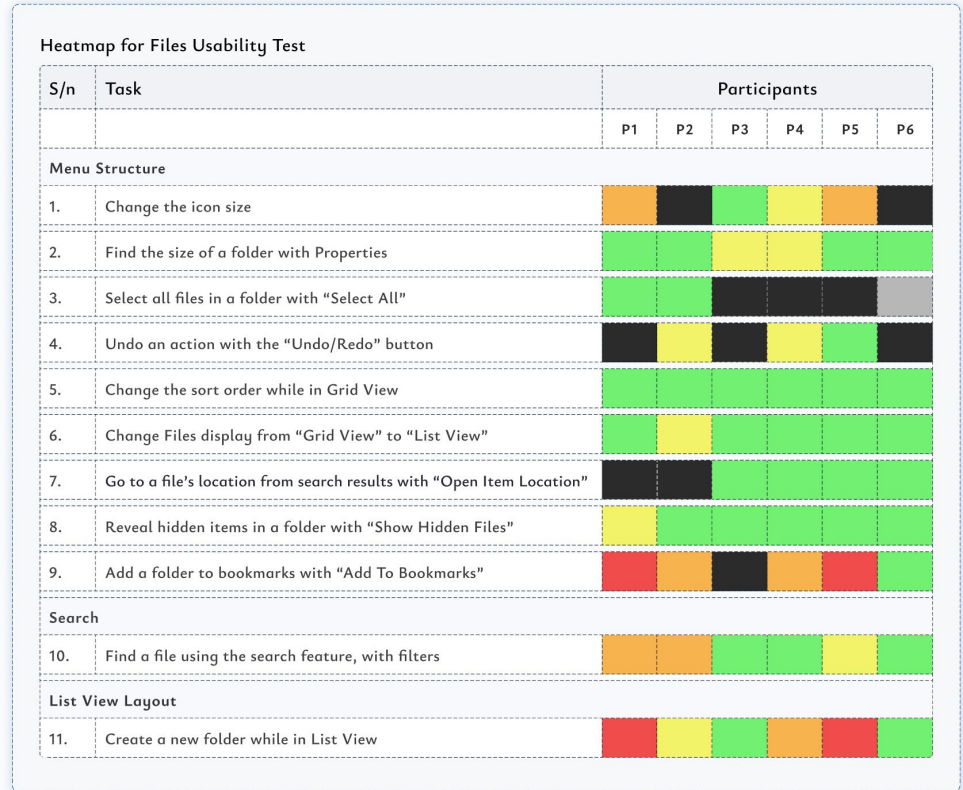 Heatmap for Files Usability Test
S/n Task Participants
P1 P2 P3 P4 P5 P6
Menu Structure
1. Change the icon size
2. Find the size of a folder with Properties
3. Select all files in a folder with “Select All”
4. Undo an action with the “Undo/Redo” button
5. Change the sort order while in Grid View
6. Change Files display from “Grid View” to “List View”
7. Go to a file’s location from search results with “Open Item Location”
8. Reveal hidden items in a folder with “Show Hidden Files”
9. Add a folder to bookmarks with “Add To Bookmarks”
Search
10. Find a file using the search feature, with filters
List View Layout
11. Create a new folder while in List View